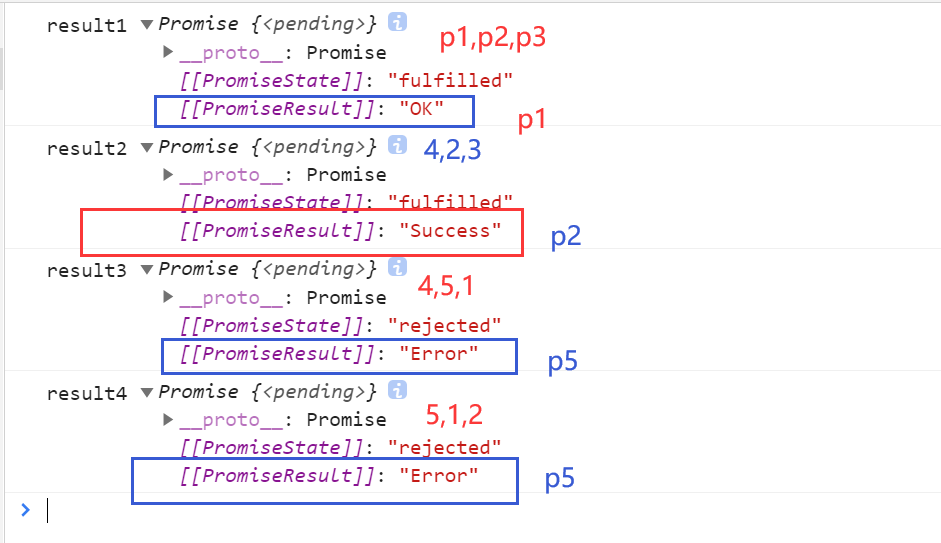 result1 ▼Promise {<pending>} i
p1,p2,p3
▶__proto__: Promise
[[PromiseState]]: "fulfilled"
[[PromiseResult]]: "OK"
p1
result2 ▼Promise {<pending>} i
4,2,3
▶__proto__: Promise
[[PromiseState]]: "fulfilled"
[[PromiseResult]]: "Success"
p2
result3 ▼Promise {<pending>} i
4,5,1
▶__proto__: Promise
[[PromiseState]]: "rejected"
[[PromiseResult]]: "Error"
p5
result4 ▼Promise {<pending>} i
5,1,2
▶__proto__: Promise
[[PromiseState]]: "rejected"
[[PromiseResult]]: "Error"
p5
>